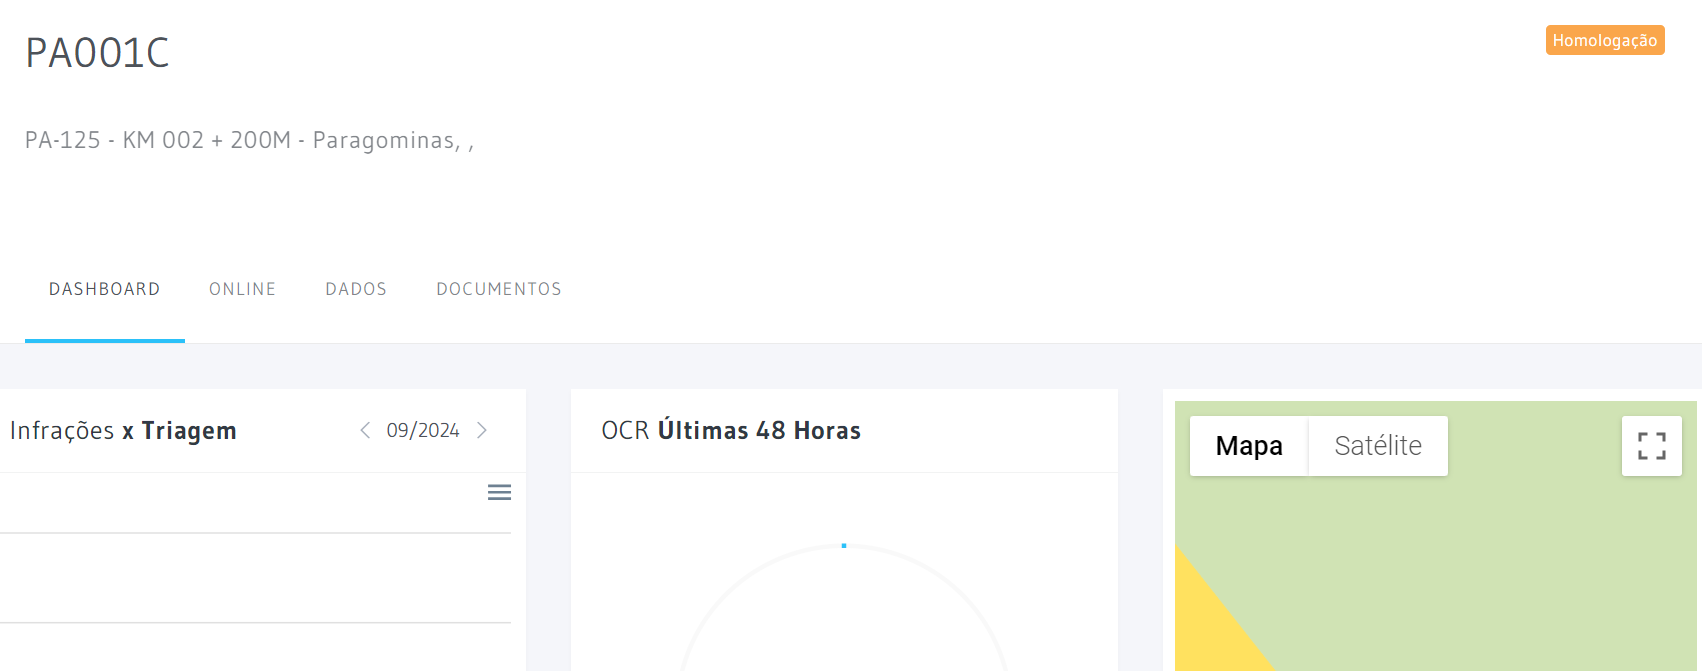 PA001C
Homologação
PA-125 - KM 002 + 200M - Paragominas, ,
DASHBOARD
ONLINE
DADOS
DOCUMENTOS
Infrações x Triagem
09/2024
OCR Últimas 48 Horas
Mapa
Satélite